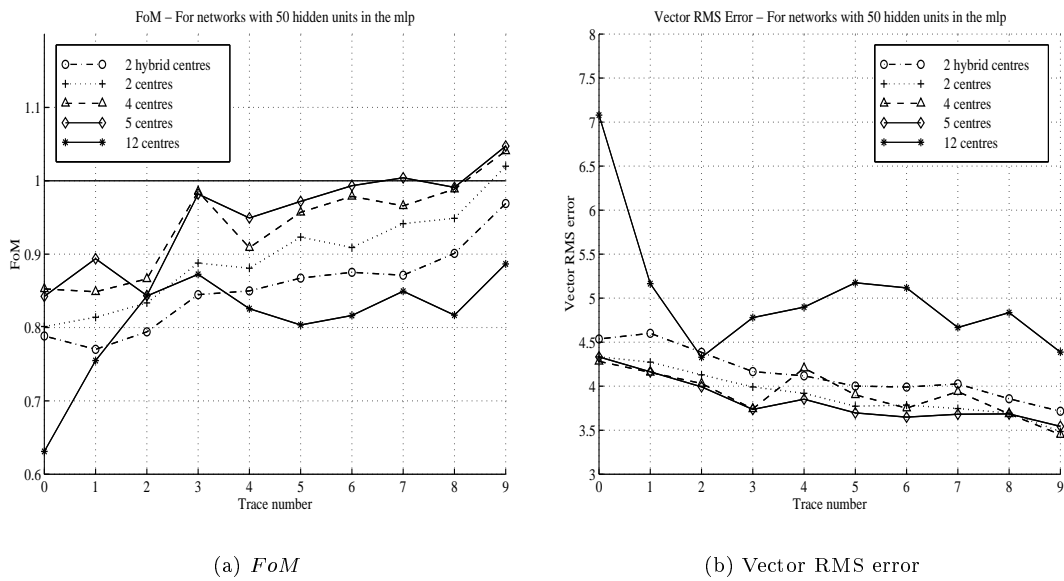 FoM – For networks with 50 hidden units in the mlp
2 hybrid centres
2 centres
4 centres
5 centres
12 centres
FoM
1.1
1
0.9
0.8
0.7
0.6
0 1 2 3 4 5 6 7 8 9
Trace number
(a) FoM
Vector RMS Error – For networks with 50 hidden units in the mlp
2 hybrid centres
2 centres
4 centres
5 centres
12 centres
Vector RMS error
8
7.5
7
6.5
6
5.5
5
4.5
4
3.5
3
0 1 2 3 4 5 6 7 8 9
Trace number
(b) Vector RMS error